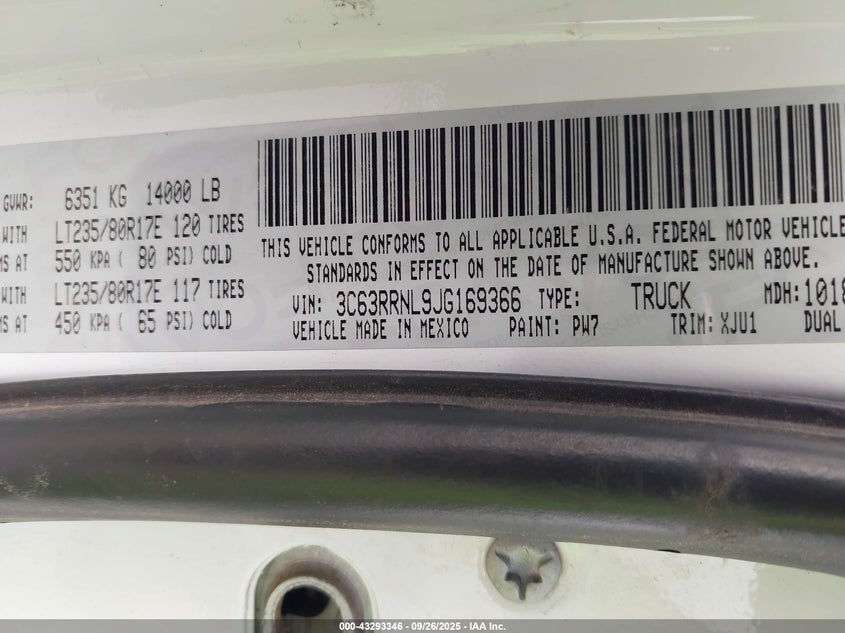 GVWR: 6351 KG 14000 LB
WITH LT235/80R17E 120 TIRES
MS AT 550 KPA ( 80 PSI) COLD
WITH LT235/80R17E 117 TIRES
MS AT 450 KPA ( 65 PSI) COLD
THIS VEHICLE CONFORMS TO ALL APPLICABLE U.S.A. FEDERAL MOTOR VEHICLE
STANDARDS IN EFFECT ON THE DATE OF MANUFACTURE SHOWN ABOVE.
VIN: 3C63RRNL9JG169366 TYPE: TRUCK MDH: 1018
VEHICLE MADE IN MEXICO PAINT: PW7 TRIM: XJU1 DUAL
000-43293346 - 09/26/2025 - IAA Inc.